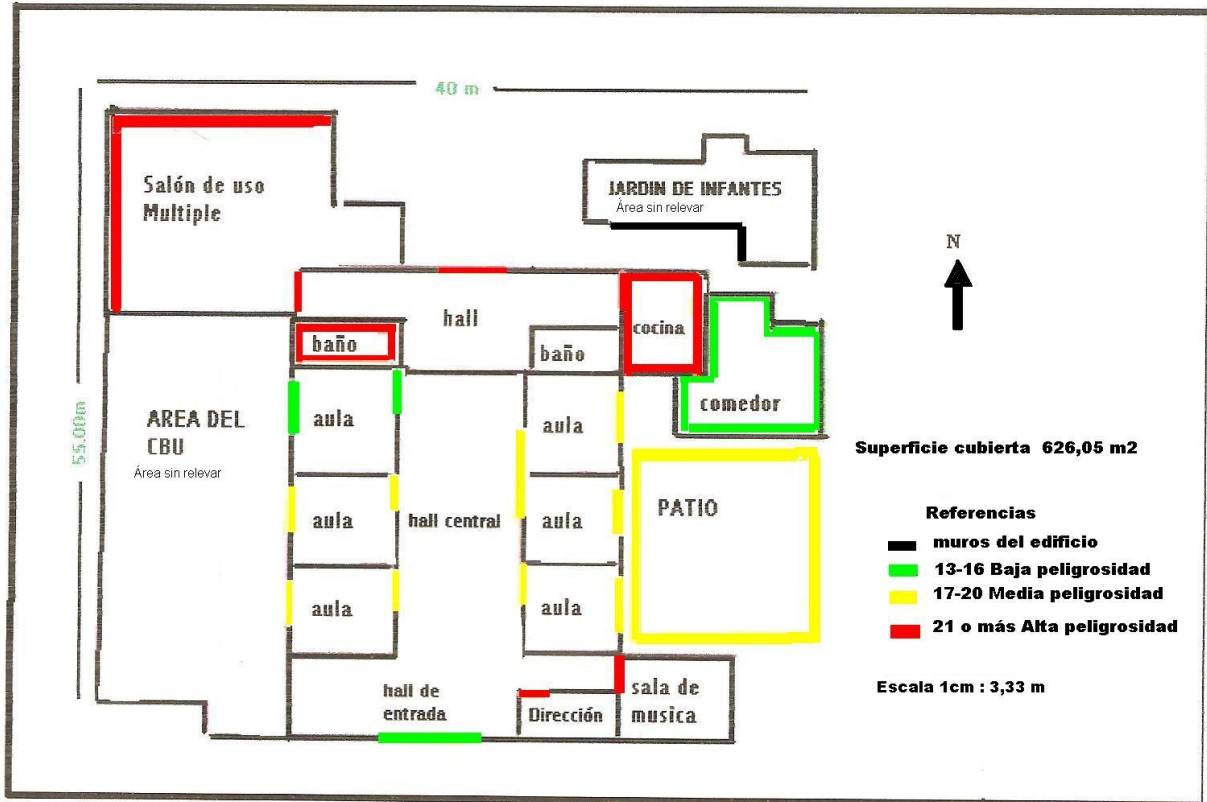 40 m
Salón de uso
Multiple
JARDIN DE INFANTES
Área sin relevar
N
hall
cocina
baño
baño
comedor
55.00m
AREA DEL
CBU
Área sin relevar
aula
aula
Superficie cubierta 626,05 m2
PATIO
aula
hall central
aula
Referencias
muros del edificio
13-16 Baja peligrosidad
17-20 Media peligrosidad
21 o más Alta peligrosidad
aula
aula
Escala 1cm : 3,33 m
hall de
entrada
Dirección
sala de
musica